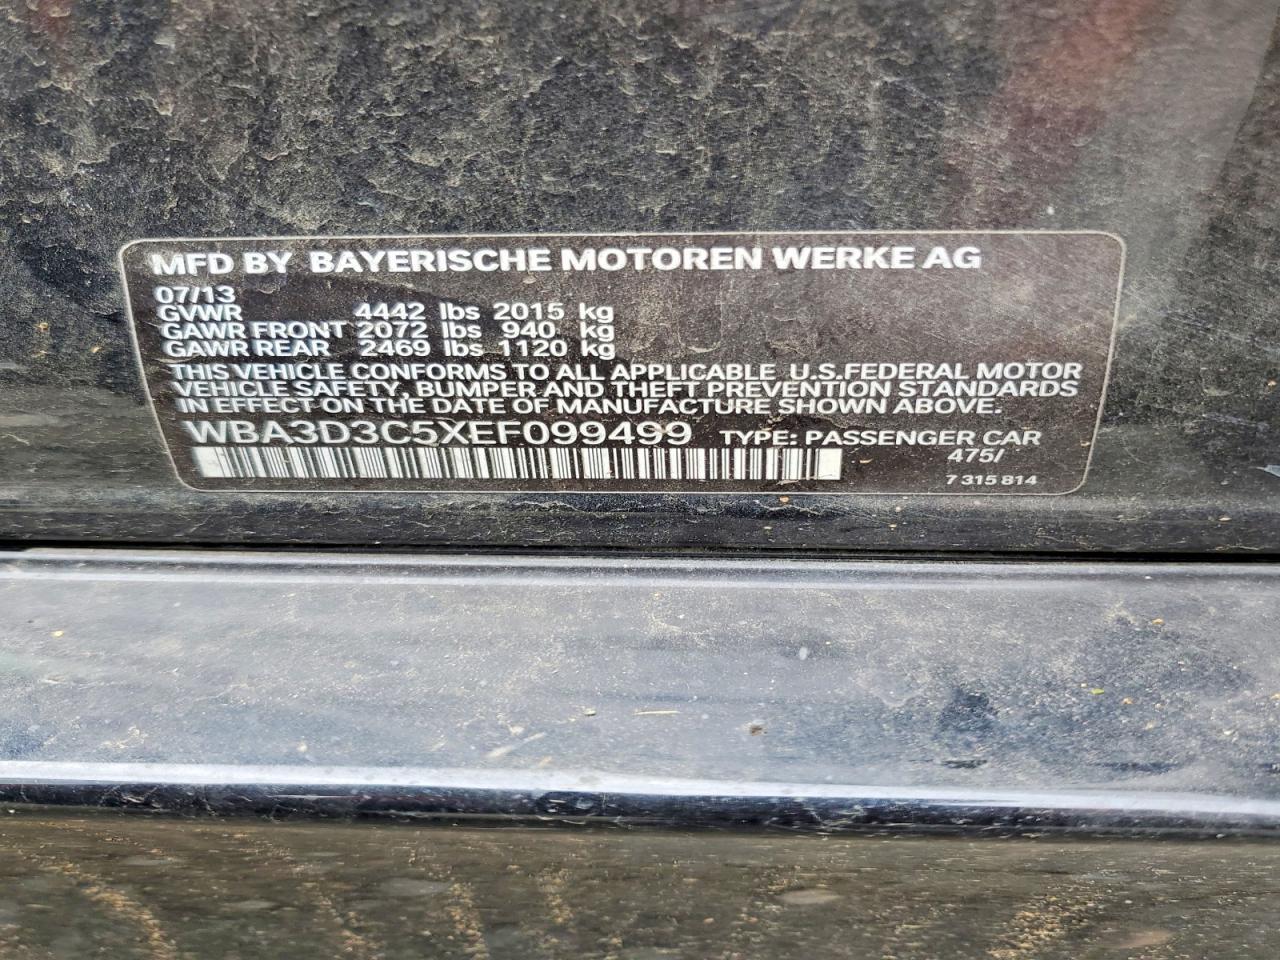 MFD BY BAYERISCHE MOTOREN WERKE AG
07/13
GVWR 4442 lbs 2015 kg
GAWR FRONT 2072 lbs 940 kg
GAWR REAR 2469 lbs 1120 kg
THIS VEHICLE CONFORMS TO ALL APPLICABLE U.S.FEDERAL MOTOR
VEHICLE SAFETY, BUMPER AND THEFT PREVENTION STANDARDS
IN EFFECT ON THE DATE OF MANUFACTURE SHOWN ABOVE.
WBA3D3C5XEF099499 TYPE: PASSENGER CAR
475/
7 315 814